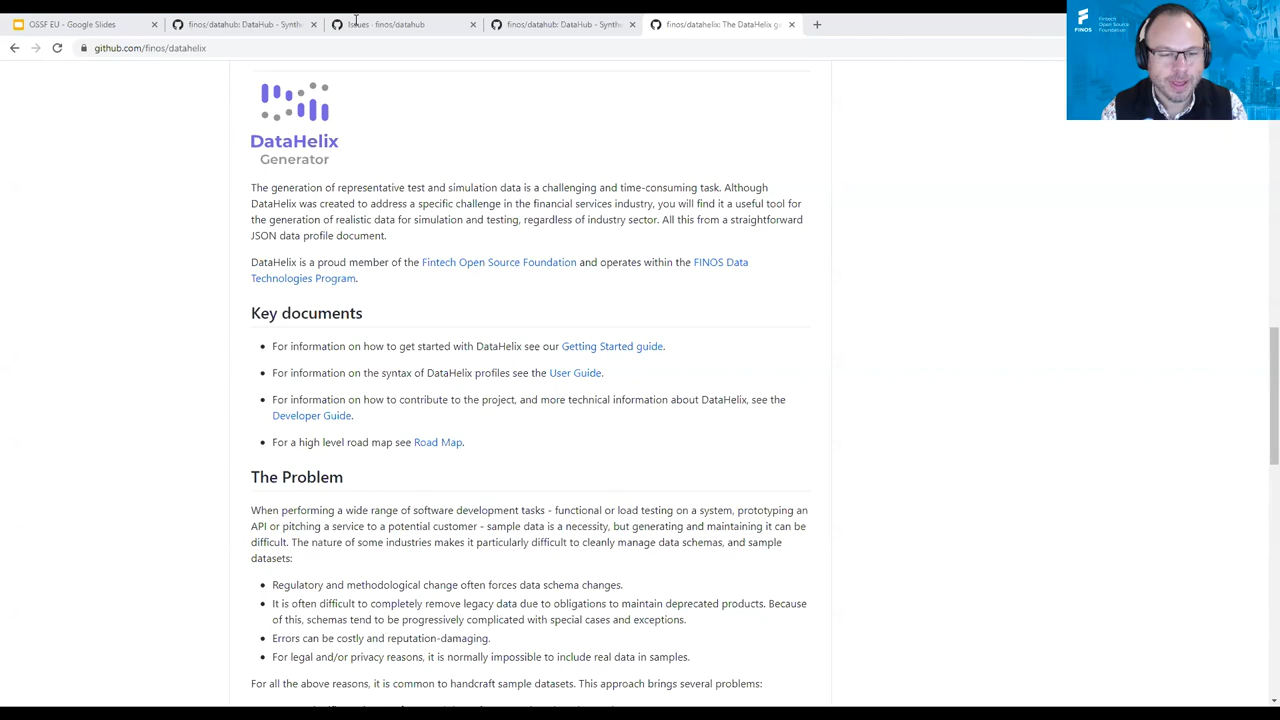 OSSF EU - Google Slides
finos/datahub: DataHub - Synthe
Issues · finos/datahub
finos/datahub: DataHub - Synthe
finos/datahelix: The DataHelix ge
github.com/finos/datahelix
FINOS
Fintech
Open Source
Foundation
DataHelix
Generator
The generation of representative test and simulation data is a challenging and time-consuming task. Although
DataHelix was created to address a specific challenge in the financial services industry, you will find it a useful tool for
the generation of realistic data for simulation and testing, regardless of industry sector. All this from a straightforward
JSON data profile document.
DataHelix is a proud member of the Fintech Open Source Foundation and operates within the FINOS Data
Technologies Program.
Key documents
• For information on how to get started with DataHelix see our Getting Started guide.
• For information on the syntax of DataHelix profiles see the User Guide.
• For information on how to contribute to the project, and more technical information about DataHelix, see the
Developer Guide.
• For a high level road map see Road Map.
The Problem
When performing a wide range of software development tasks - functional or load testing on a system, prototyping an
API or pitching a service to a potential customer - sample data is a necessity, but generating and maintaining it can be
difficult. The nature of some industries makes it particularly difficult to cleanly manage data schemas, and sample
datasets:
• Regulatory and methodological change often forces data schema changes.
• It is often difficult to completely remove legacy data due to obligations to maintain deprecated products. Because
of this, schemas tend to be progressively complicated with special cases and exceptions.
• Errors can be costly and reputation-damaging.
• For legal and/or privacy reasons, it is normally impossible to include real data in samples.
For all the above reasons, it is common to handcraft sample datasets. This approach brings several problems: